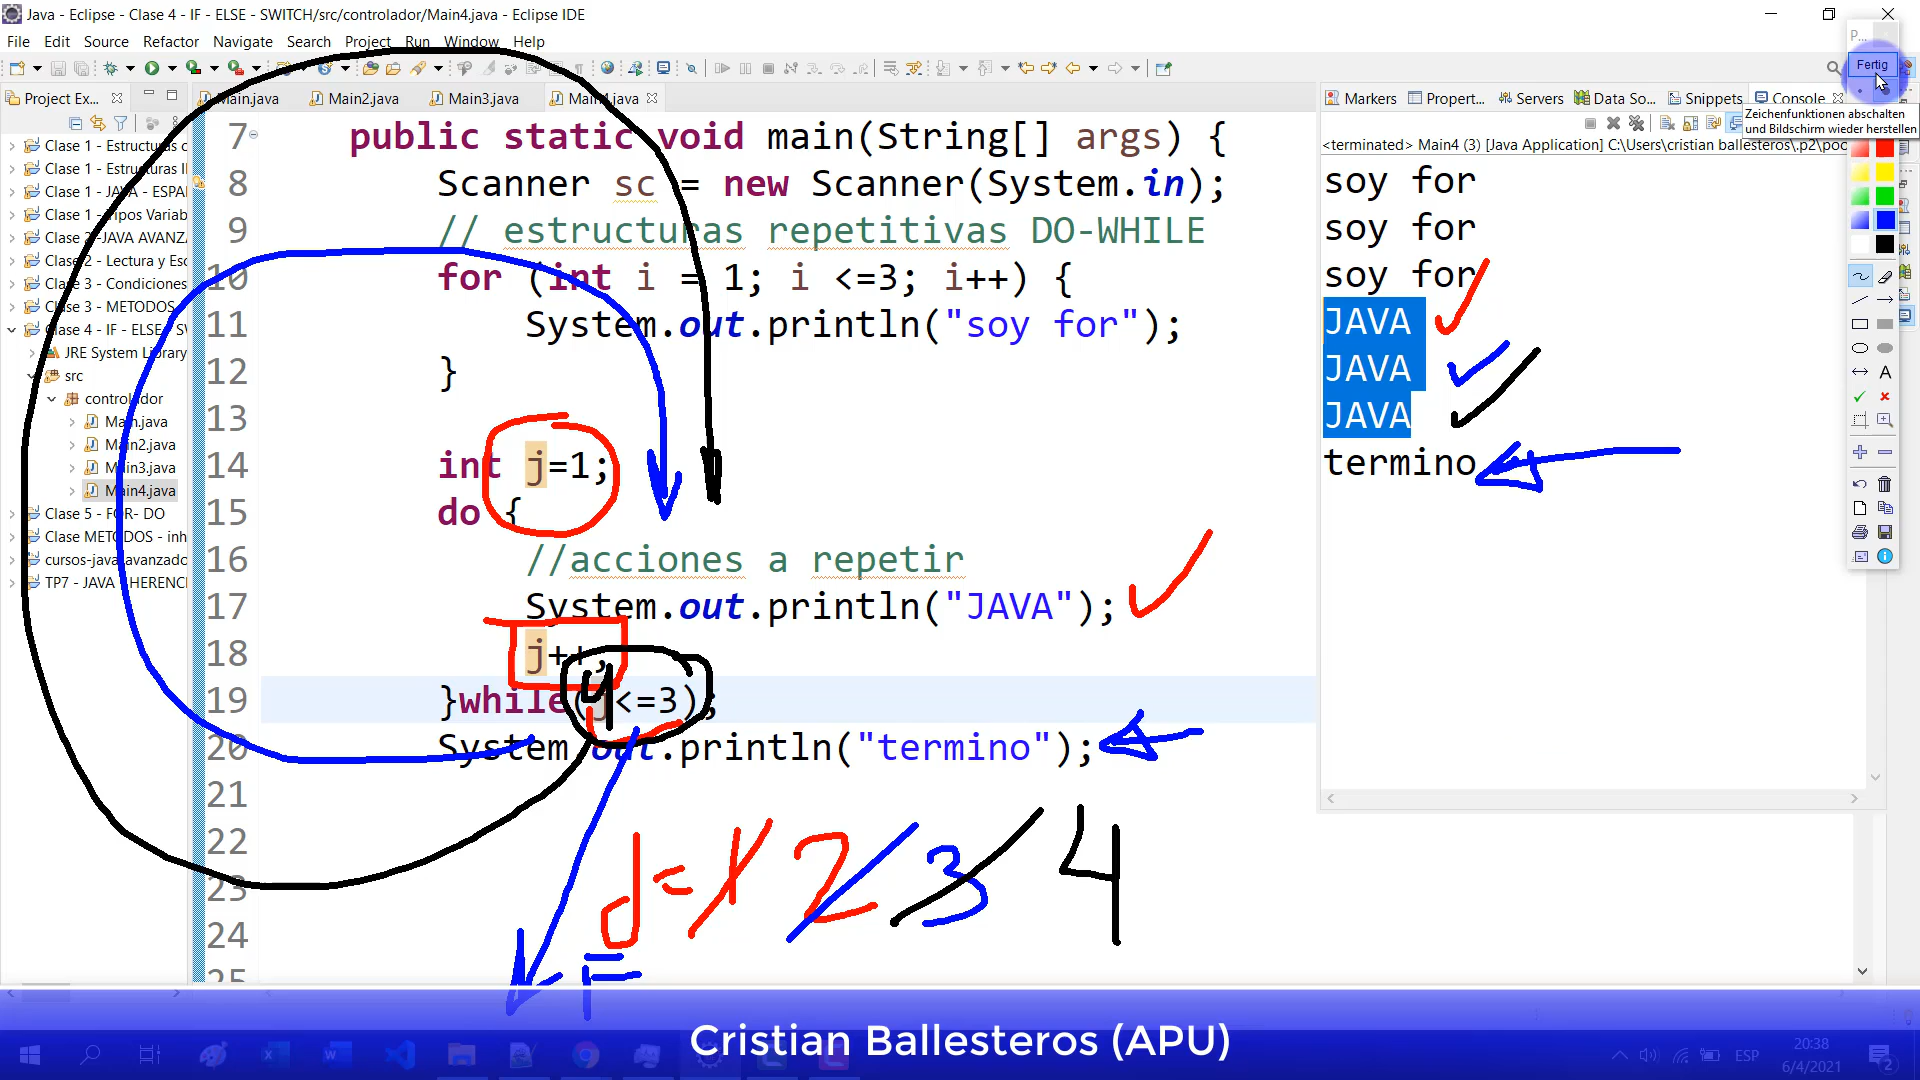 Java - Eclipse - Clase 4 - IF - ELSE - SWITCH/src/controlador/Main4.java - Eclipse IDE
File Edit Source Refactor Navigate Search Project Run Window Help
P...
Fertig
Project Ex...
Main.java
Main2.java
Main3.java
Main4.java
Markers
Propert...
Servers
Data So...
Snippets
Console
Zeichenfunktionen abschalten
und Bildschirm wieder herstellen
<terminated> Main4 (3) [Java Application] C:\Users\cristian ballesteros\.p2\poo
Clase 1 - Estructuras c
Clase 1 - Estructuras I
Clase 1 - JAVA - ESPA
Clase 1 - Tipos Variab
Clase 2 -JAVA AVANZA
Clase 2 - Lectura y Esc
Clase 3 - Condiciones
Clase 3 - METODOS
Clase 4 - IF - ELSE - SW
JRE System Library
src
controlador
Main.java
Main2.java
Main3.java
Main4.java
Clase 5 - FOR- DO
Clase METODOS - inh
cursos-java-avanzado
TP7 - JAVA - HERENC
7 public static void main(String[] args) {
8 Scanner sc = new Scanner(System.in);
9 // estructuras repetitivas DO-WHILE
10 for (int i = 1; i <=3; i++) {
11 System.out.println("soy for");
12 }
13
14 int j=1;
15 do {
16 //acciones a repetir
17 System.out.println("JAVA");
18 j++;
19 }while(j<=3);
20 System.out.println("termino");
21
22
23
24
25
4
d = 1 2 3 4
F
soy for
soy for
soy for
JAVA
JAVA
JAVA
termino
A
Cristian Ballesteros (APU)
ESP
20:38
6/4/2021
2